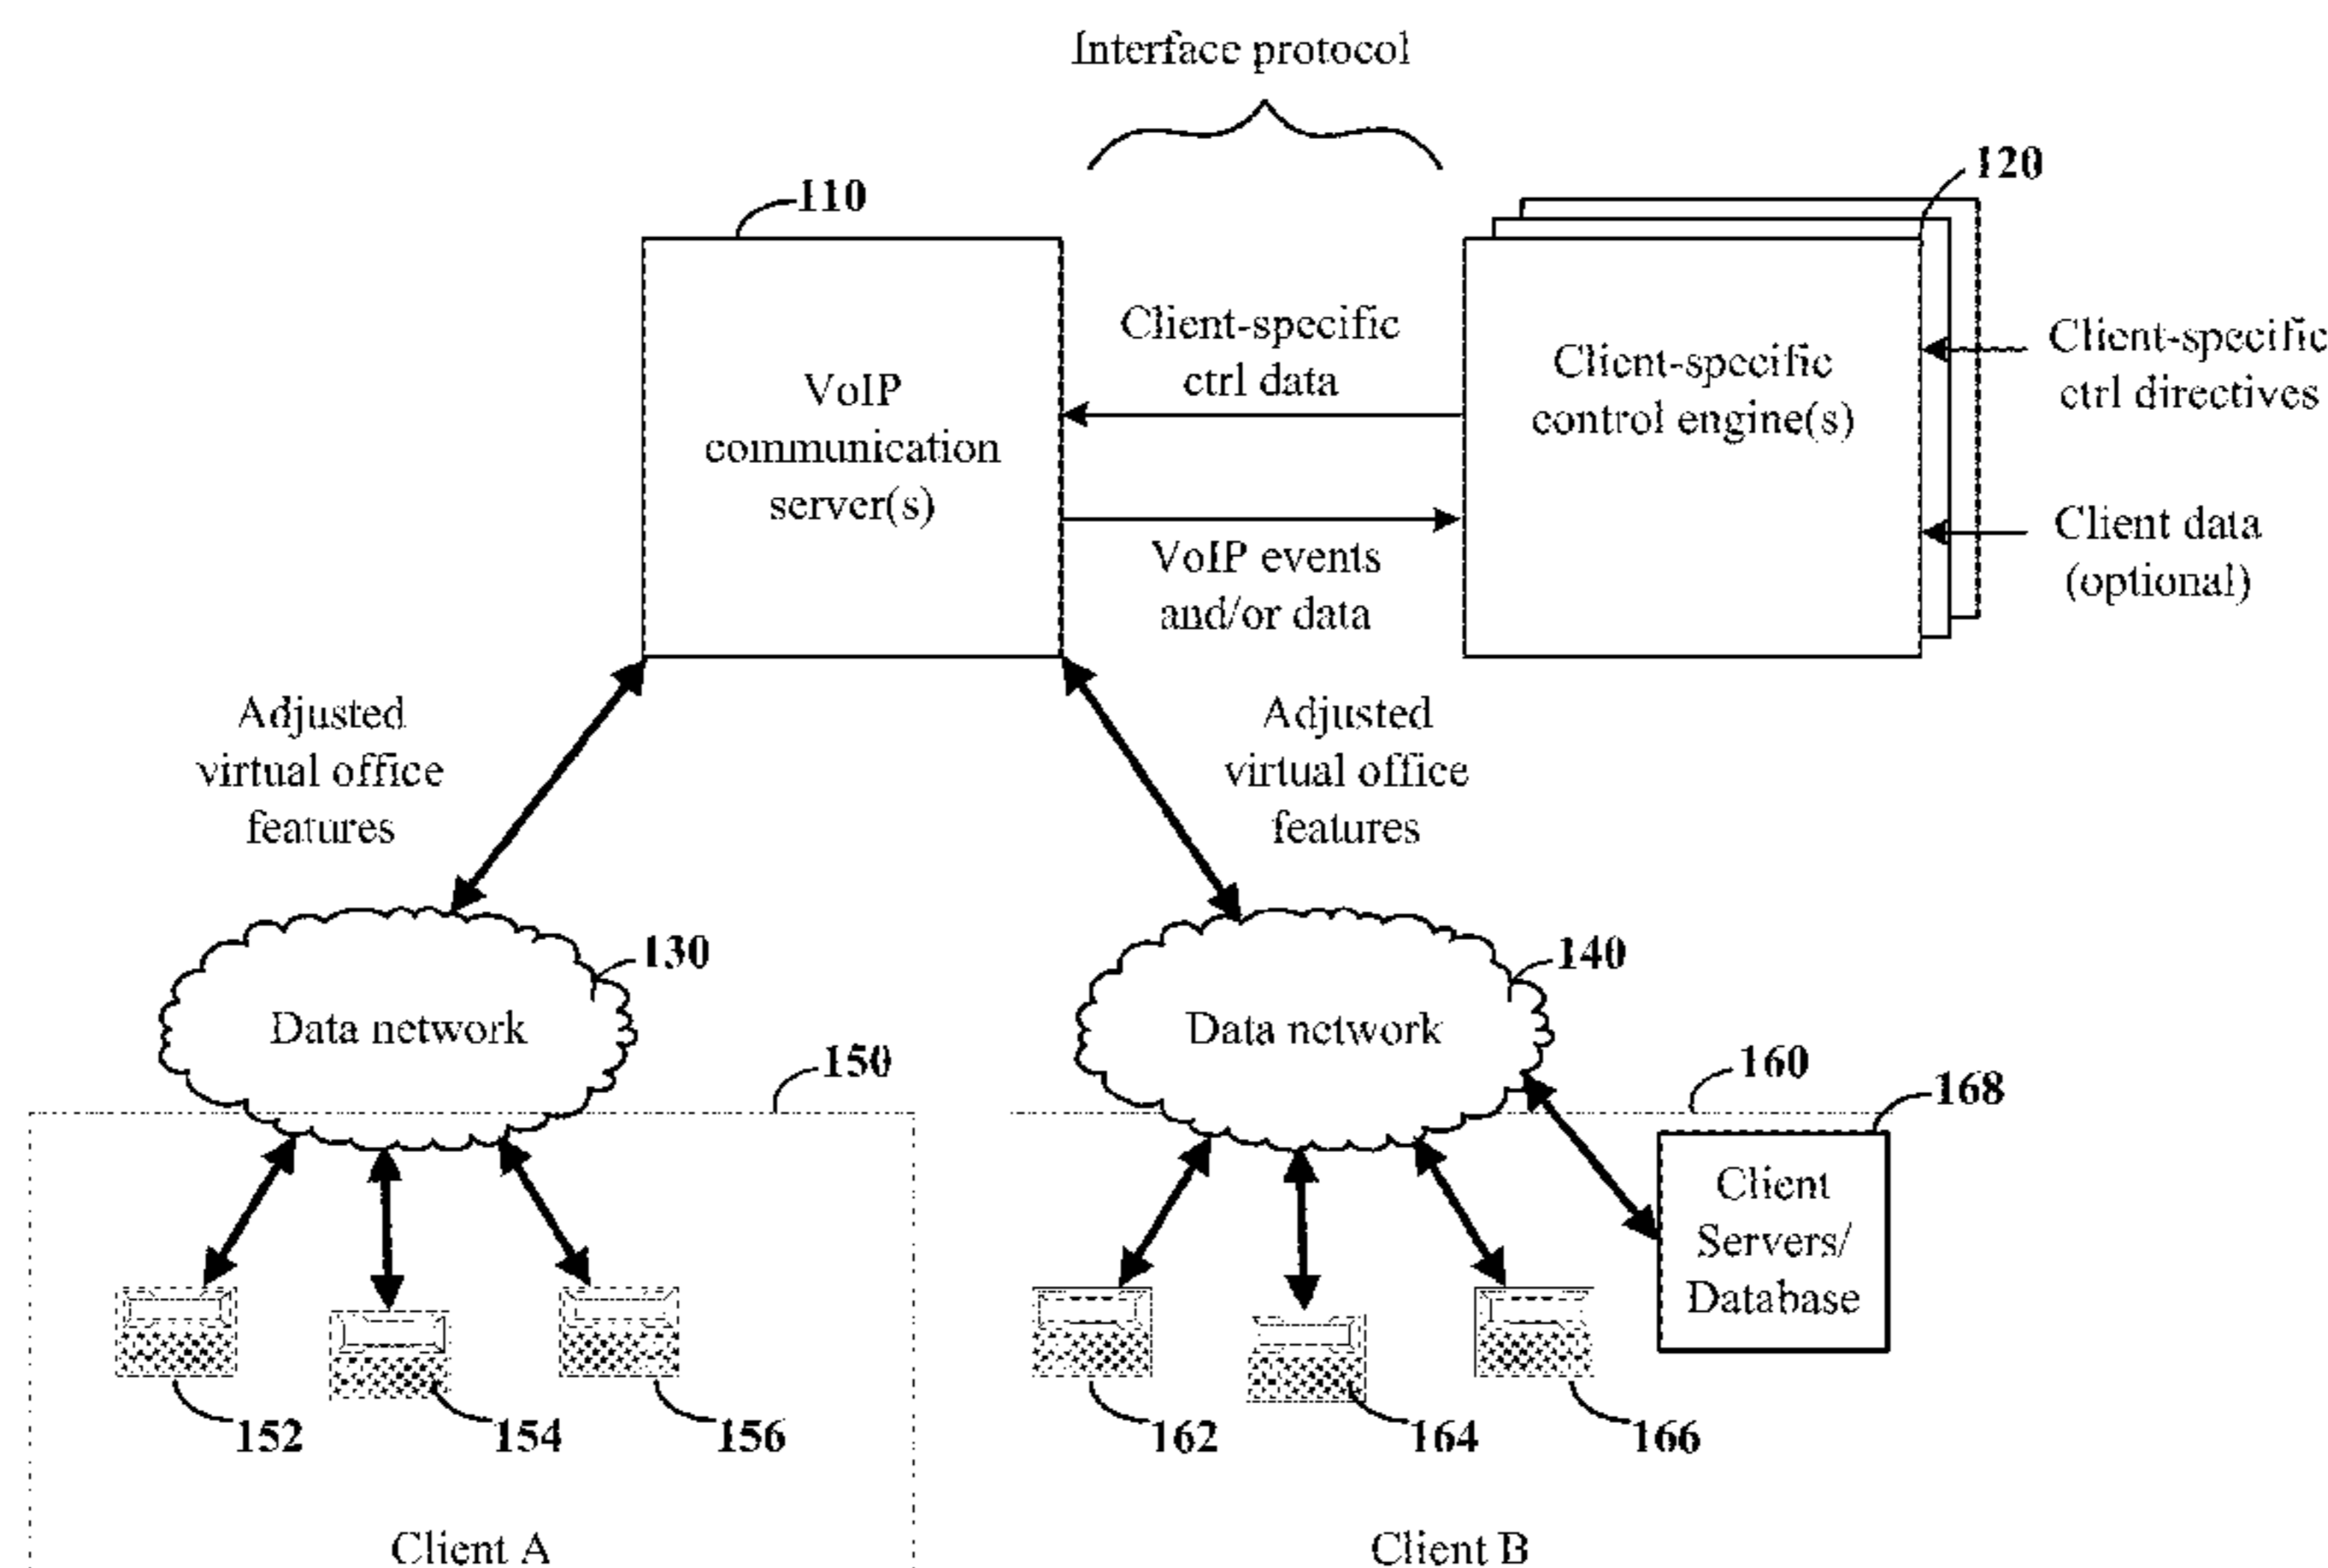 Interface protocol
110
120
VoIP
communication
server(s)
Client-specific
ctrl data
VoIP events
and/or data
Client-specific
control engine(s)
Client-specific
ctrl directives
Client data
(optional)
Adjusted
virtual office
features
Adjusted
virtual office
features
130
Data network
140
Data network
150
160
168
Client
Servers/
Database
152
154
156
162
164
166
Client A
Client B